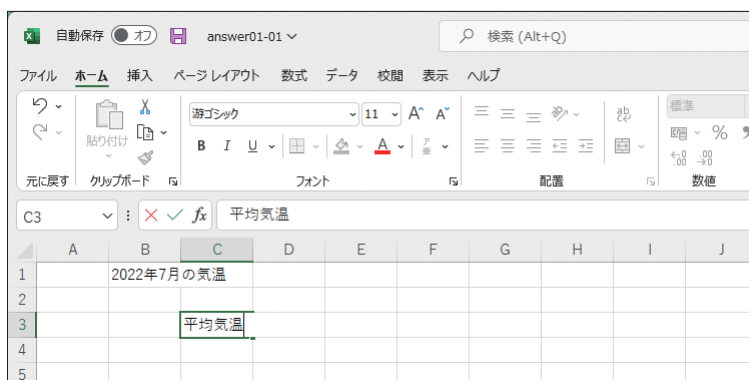 自動保存 オフ answer01-01 検索 (Alt+Q)
ファイル ホーム 挿入 ページ レイアウト 数式 データ 校閲 表示 ヘルプ
游ゴシック 11 A A ab 標準
貼り付け
B I U A ア亜 %
元に戻す クリップボード フォント 配置 数値
C3 fx 平均気温
A B C D E F G H I J
1 2022年7月の気温
2
3 平均気温
4
5